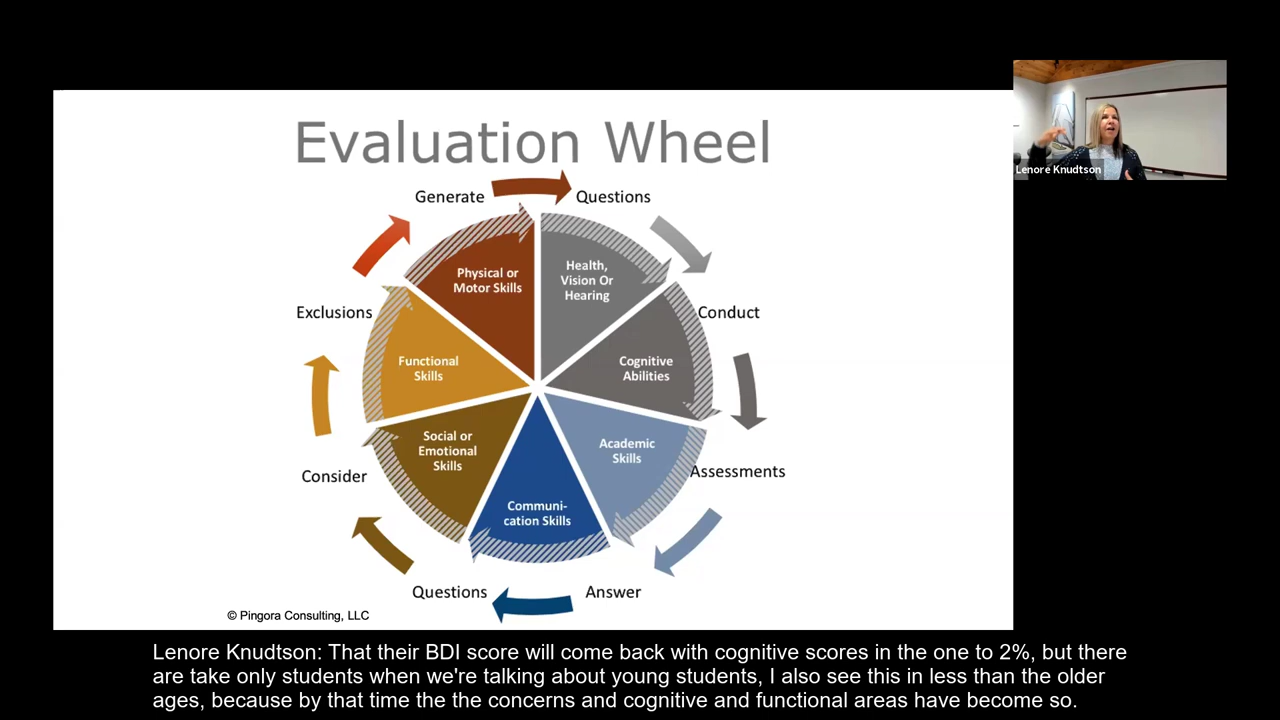 Evaluation Wheel
Generate
Questions
Health,
Vision Or
Hearing
Physical or
Motor Skills
Exclusions
Conduct
Functional
Skills
Cognitive
Abilities
Social or
Emotional
Skills
Academic
Skills
Consider
Assessments
Communi-
cation Skills
Questions
Answer
© Pingora Consulting, LLC
Lenore Knudtson
Lenore Knudtson: That their BDI score will come back with cognitive scores in the one to 2%, but there
are take only students when we're talking about young students, I also see this in less than the older
ages, because by that time the the concerns and cognitive and functional areas have become so.